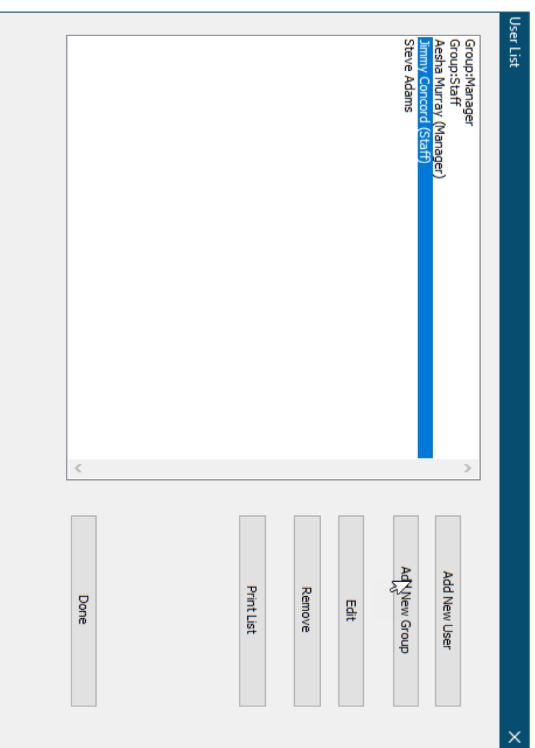 User List
Group:Manager
Group:Staff
Aesha Murray (Manager)
Jimmy Concord (Staff)
Steve Adams
Add New User
Add New Group
Edit
Remove
Print List
Done